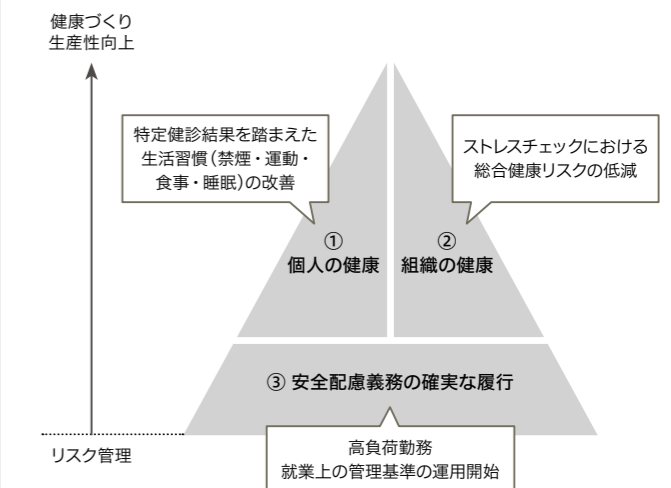 健康づくり
生産性向上
特定健診結果を踏まえた
生活習慣（禁煙・運動・
食事・睡眠）の改善
ストレスチェックにおける
総合健康リスクの低減
①
個人の健康
②
組織の健康
③ 安全配慮義務の確実な履行
リスク管理
高負荷勤務
就業上の管理基準の運用開始